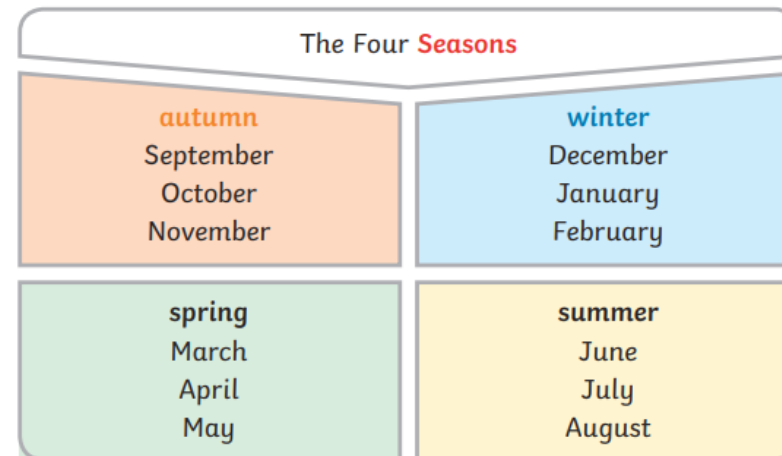 The Four Seasons
autumn
September
October
November
winter
December
January
February
spring
March
April
May
summer
June
July
August